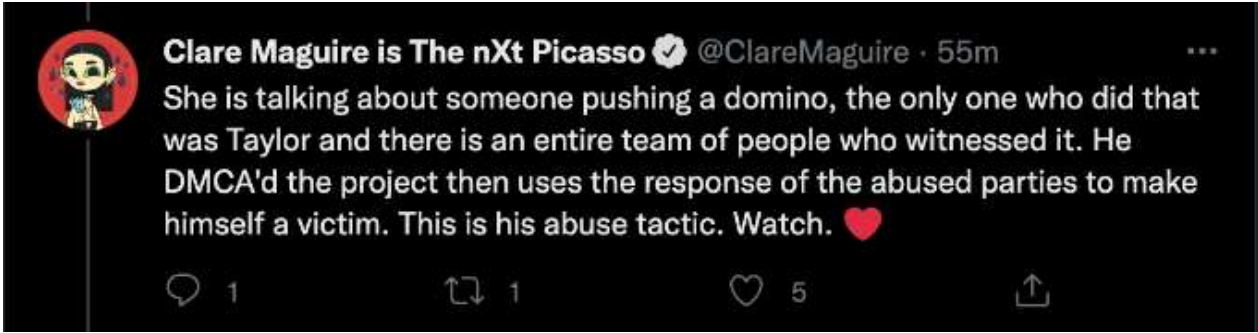 Clare Maguire is The nXt Picasso @ClareMaguire · 55m
She is talking about someone pushing a domino, the only one who did that
was Taylor and there is an entire team of people who witnessed it. He
DMCA'd the project then uses the response of the abused parties to make
himself a victim. This is his abuse tactic. Watch. ❤️
1 1 5